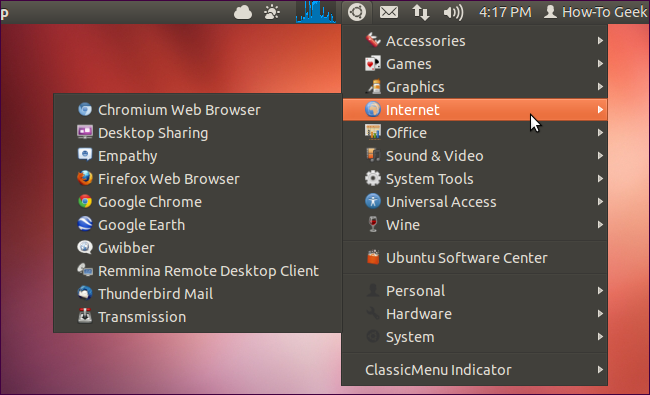 p
4:17 PM How-To Geek
Accessories
Games
Graphics
Internet
Office
Sound & Video
System Tools
Universal Access
Wine
Ubuntu Software Center
Personal
Hardware
System
ClassicMenu Indicator
Chromium Web Browser
Desktop Sharing
Empathy
Firefox Web Browser
Google Chrome
Google Earth
Gwibber
Remmina Remote Desktop Client
Thunderbird Mail
Transmission